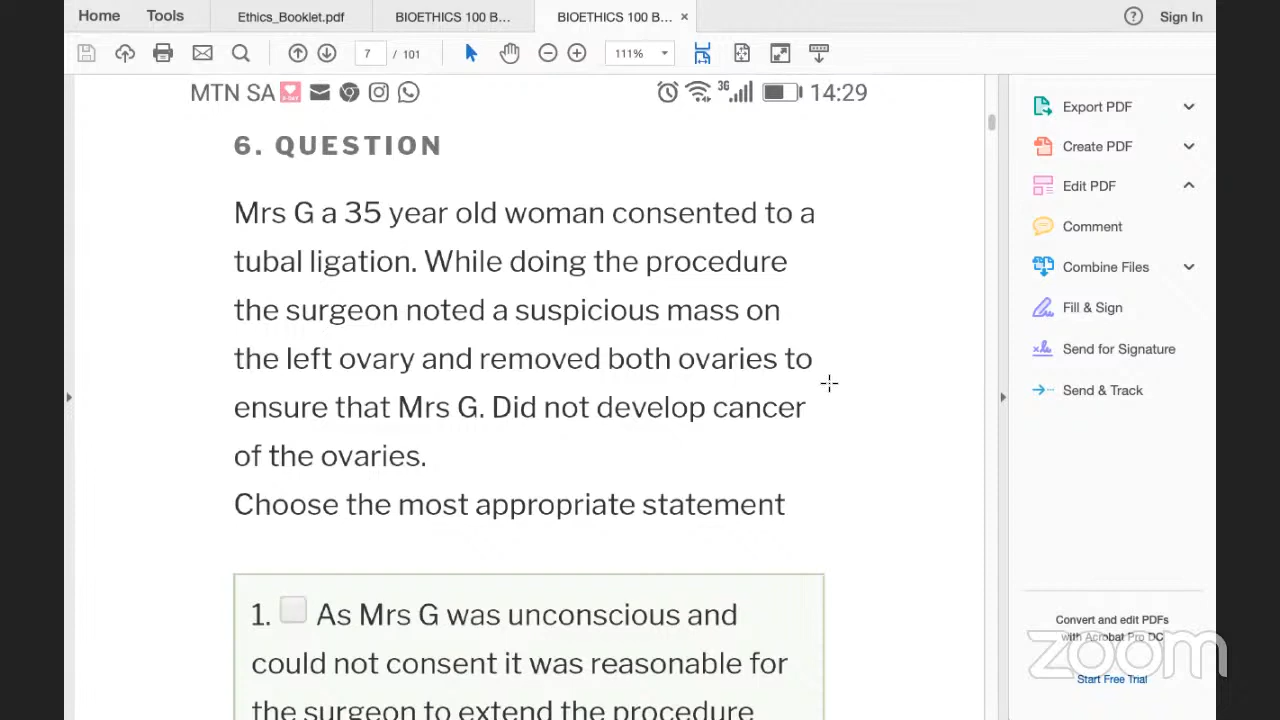 Home Tools Ethics_Booklet.pdf BIOETHICS 100 B... BIOETHICS 100 B... × ? Sign In
7 / 101 111%
MTN SA 3G 14:29
6. QUESTION
Mrs G a 35 year old woman consented to a
tubal ligation. While doing the procedure
the surgeon noted a suspicious mass on
the left ovary and removed both ovaries to
ensure that Mrs G. Did not develop cancer
of the ovaries.
Choose the most appropriate statement
1. As Mrs G was unconscious and
could not consent it was reasonable for
the surgeon to extend the procedure
Export PDF
Create PDF
Edit PDF
Comment
Combine Files
Fill & Sign
Send for Signature
Send & Track
Convert and edit PDFs
with Acrobat Pro DC
Start Free Trial
zoom